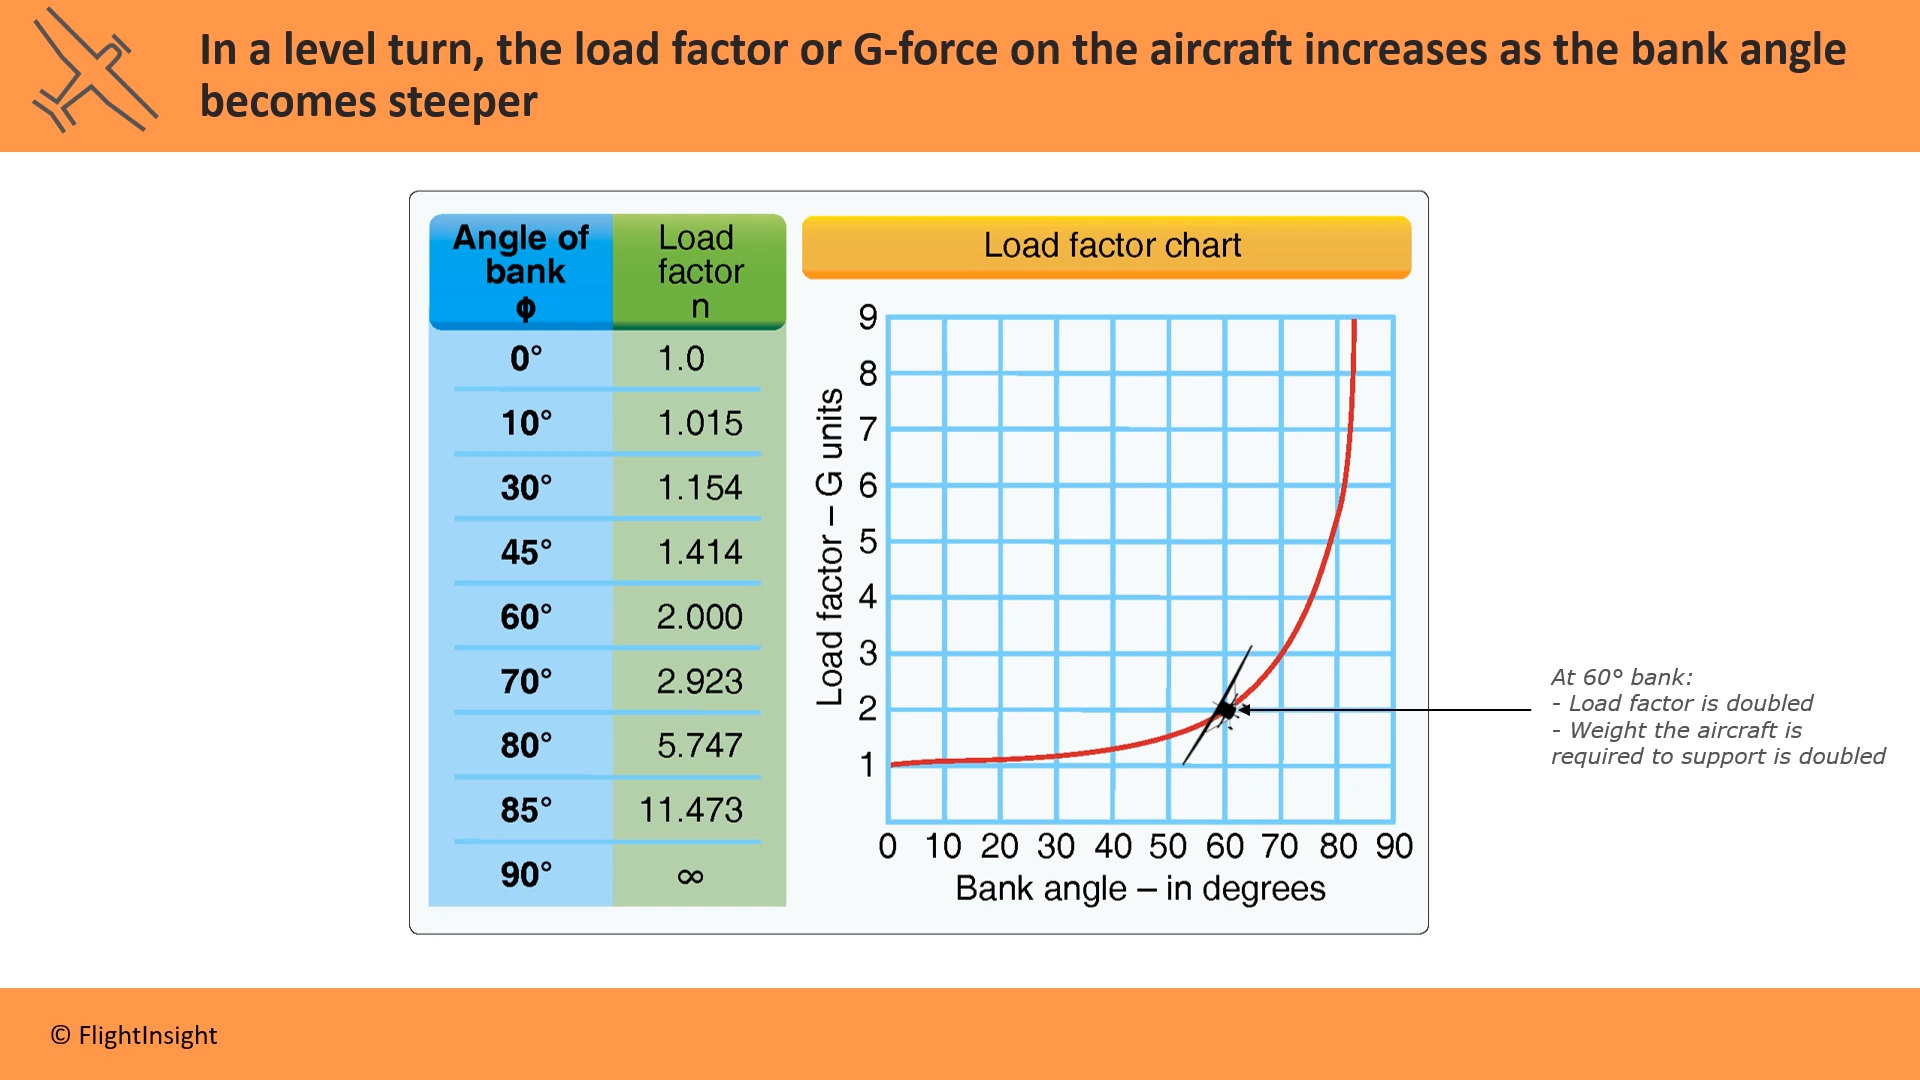 In a level turn, the load factor or G-force on the aircraft increases as the bank angle
becomes steeper
Angle of
bank
ϕ
Load
factor
n
0° 1.0
10° 1.015
30° 1.154
45° 1.414
60° 2.000
70° 2.923
80° 5.747
85° 11.473
90° ∞
Load factor chart
Load factor – G units
9
8
7
6
5
4
3
2
1
0 10 20 30 40 50 60 70 80 90
Bank angle – in degrees
At 60° bank:
- Load factor is doubled
- Weight the aircraft is
required to support is doubled
© FlightInsight